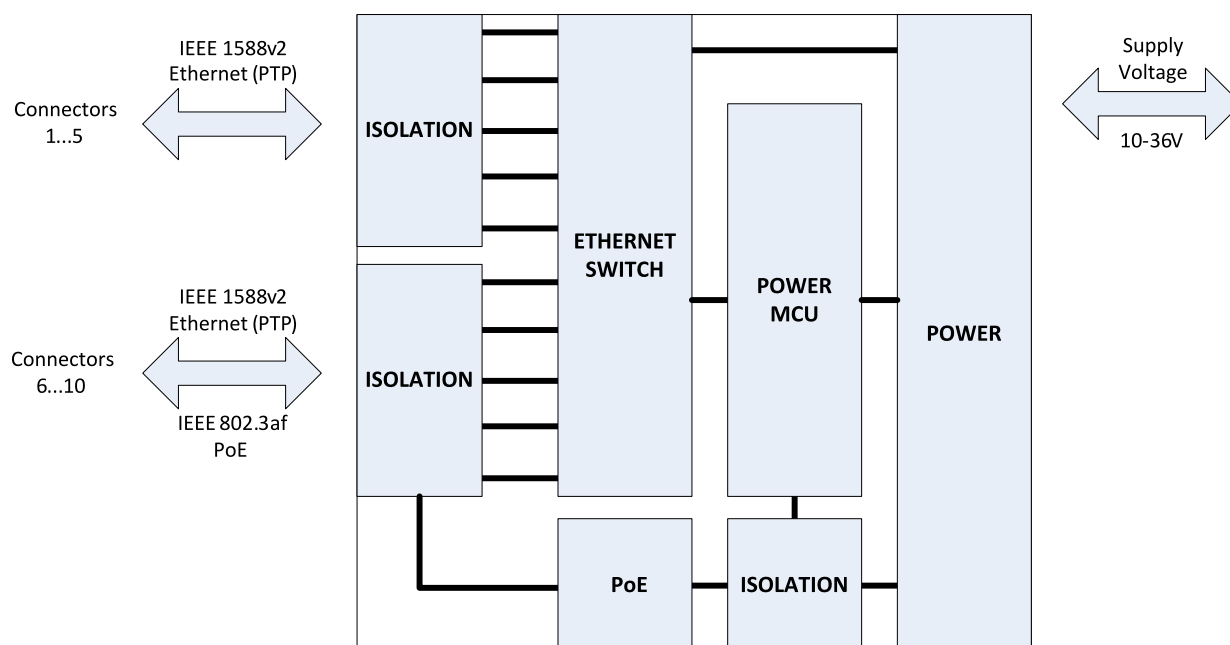 IEEE 1588v2
Ethernet (PTP)
Connectors
1...5
ISOLATION
Supply
Voltage
10-36V
ETHERNET
SWITCH
POWER
MCU
POWER
IEEE 1588v2
Ethernet (PTP)
Connectors
6...10
ISOLATION
IEEE 802.3af
PoE
PoE
ISOLATION